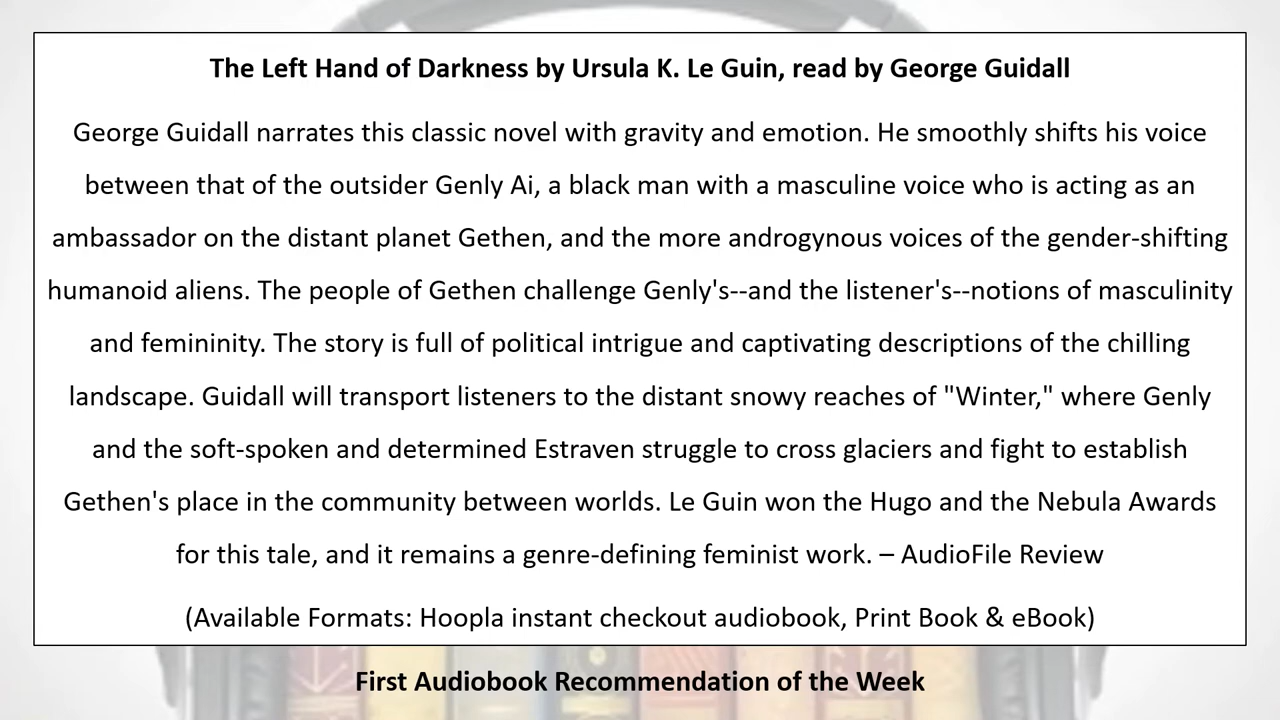 The Left Hand of Darkness by Ursula K. Le Guin, read by George Guidall
George Guidall narrates this classic novel with gravity and emotion. He smoothly shifts his voice
between that of the outsider Genly Ai, a black man with a masculine voice who is acting as an
ambassador on the distant planet Gethen, and the more androgynous voices of the gender-shifting
humanoid aliens. The people of Gethen challenge Genly's--and the listener's--notions of masculinity
and femininity. The story is full of political intrigue and captivating descriptions of the chilling
landscape. Guidall will transport listeners to the distant snowy reaches of "Winter," where Genly
and the soft-spoken and determined Estraven struggle to cross glaciers and fight to establish
Gethen's place in the community between worlds. Le Guin won the Hugo and the Nebula Awards
for this tale, and it remains a genre-defining feminist work. – AudioFile Review
(Available Formats: Hoopla instant checkout audiobook, Print Book & eBook)
First Audiobook Recommendation of the Week